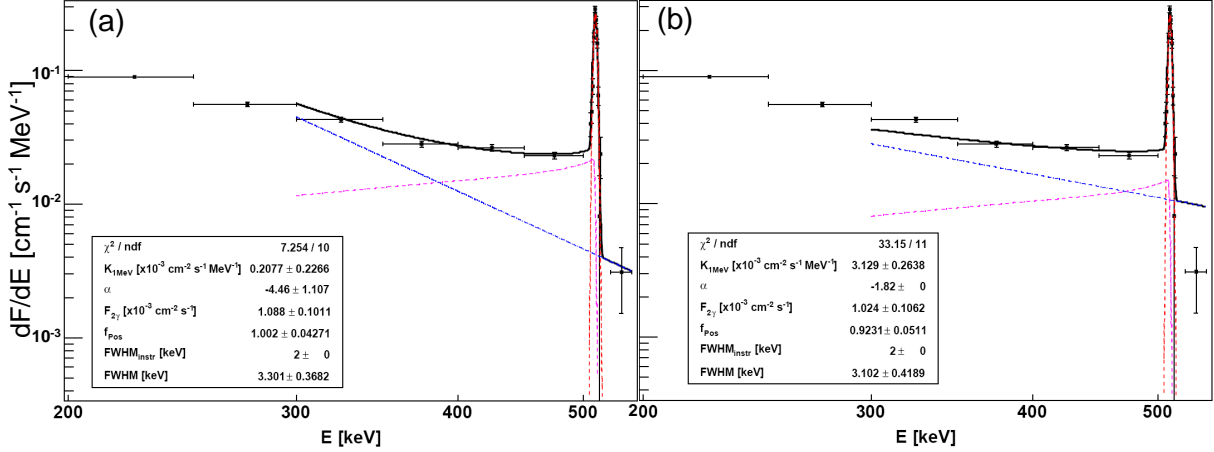 (a)
dF/dE [cm⁻¹ s⁻¹ MeV⁻¹]
10⁻¹
10⁻²
10⁻³
χ² / ndf 7.254 / 10
K1MeV [x10⁻³ cm⁻² s⁻¹ MeV⁻¹] 0.2077 ± 0.2266
α -4.46 ± 1.107
F2γ [x10⁻³ cm⁻² s⁻¹] 1.088 ± 0.1011
fPos 1.002 ± 0.04271
FWHMinstr [keV] 2 ± 0
FWHM [keV] 3.301 ± 0.3682
200 300 400 500
E [keV]
(b)
χ² / ndf 33.15 / 11
K1MeV [x10⁻³ cm⁻² s⁻¹ MeV⁻¹] 3.129 ± 0.2638
α -1.82 ± 0
F2γ [x10⁻³ cm⁻² s⁻¹] 1.024 ± 0.1062
fPos 0.9231 ± 0.0511
FWHMinstr [keV] 2 ± 0
FWHM [keV] 3.102 ± 0.4189
200 300 400 500
E [keV]